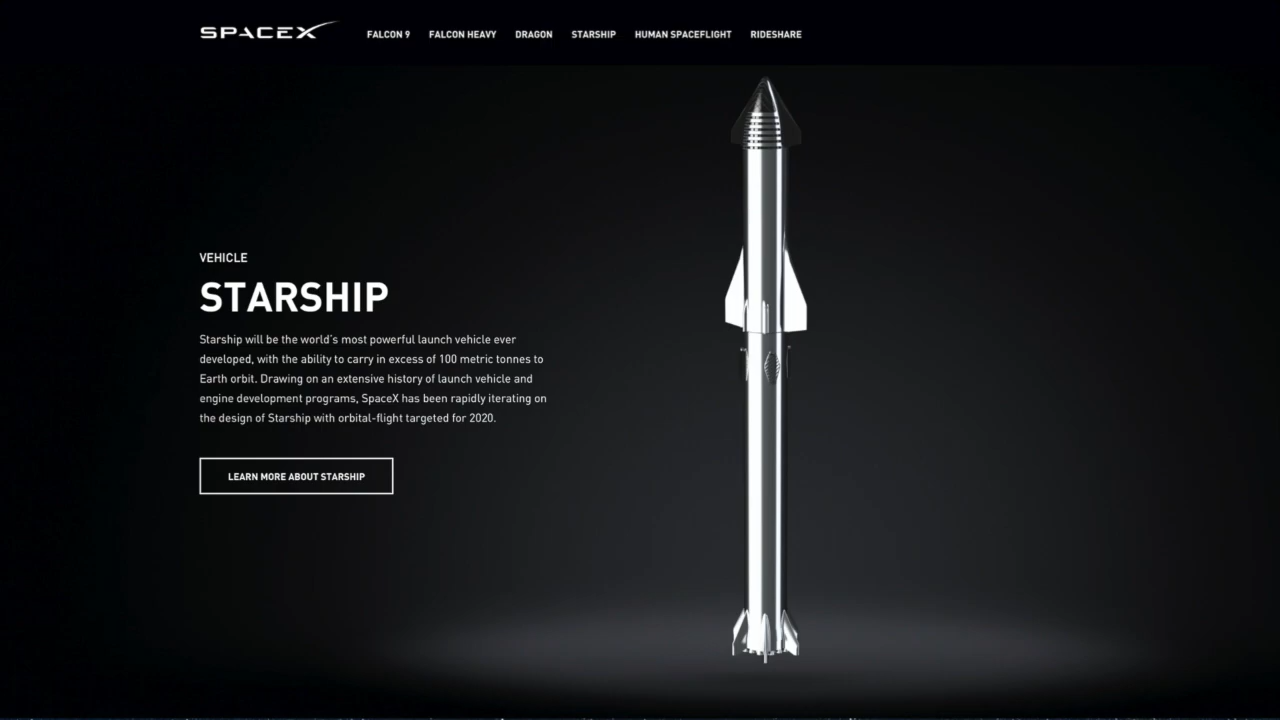 SPACEX
FALCON 9 FALCON HEAVY DRAGON STARSHIP HUMAN SPACEFLIGHT RIDESHARE
VEHICLE
STARSHIP
Starship will be the world's most powerful launch vehicle ever
developed, with the ability to carry in excess of 100 metric tonnes to
Earth orbit. Drawing on an extensive history of launch vehicle and
engine development programs, SpaceX has been rapidly iterating on
the design of Starship with orbital-flight targeted for 2020.
LEARN MORE ABOUT STARSHIP